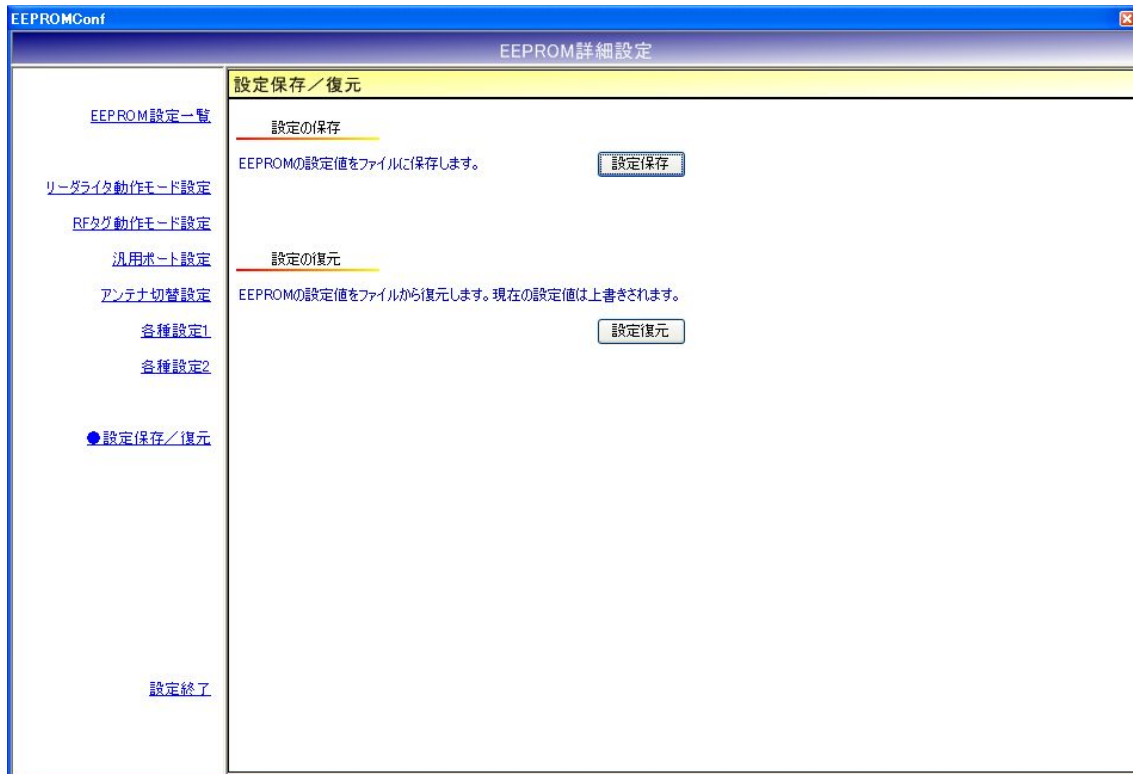 EEPROMConf
EEPROM詳細設定
EEPROM設定一覧
リーダライタ動作モード設定
RFタグ動作モード設定
汎用ポート設定
アンテナ切替設定
各種設定1
各種設定2
●設定保存／復元
設定終了
設定保存／復元
設定の保存
EEPROMの設定値をファイルに保存します。
設定保存
設定の復元
EEPROMの設定値をファイルから復元します。現在の設定値は上書きされます。
設定復元